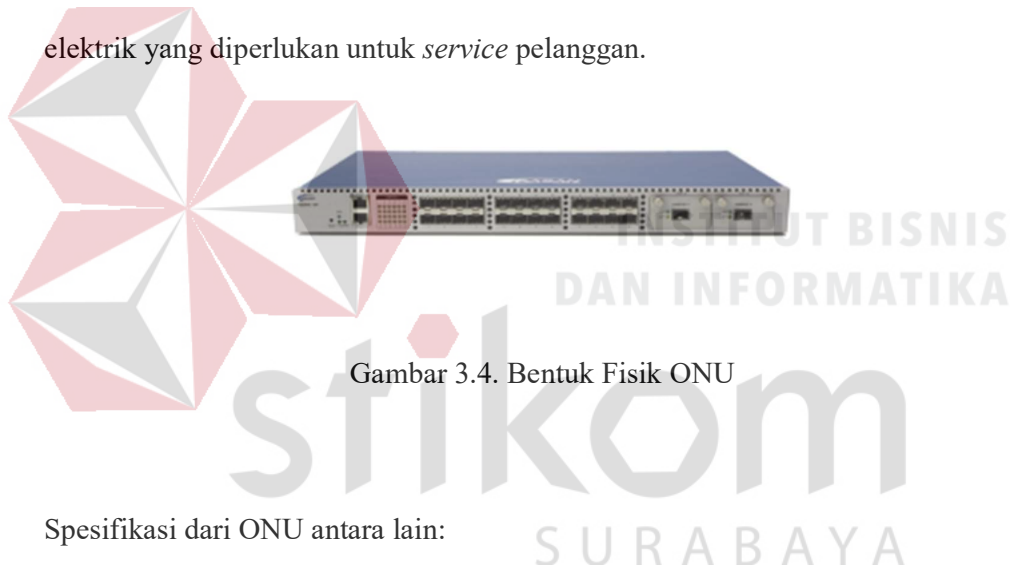 elektrik yang diperlukan untuk service pelanggan.
INSTITUT BISNIS
DAN INFORMATIKA
Gambar 3.4. Bentuk Fisik ONU
stikom
SURABAYA
Spesifikasi dari ONU antara lain: